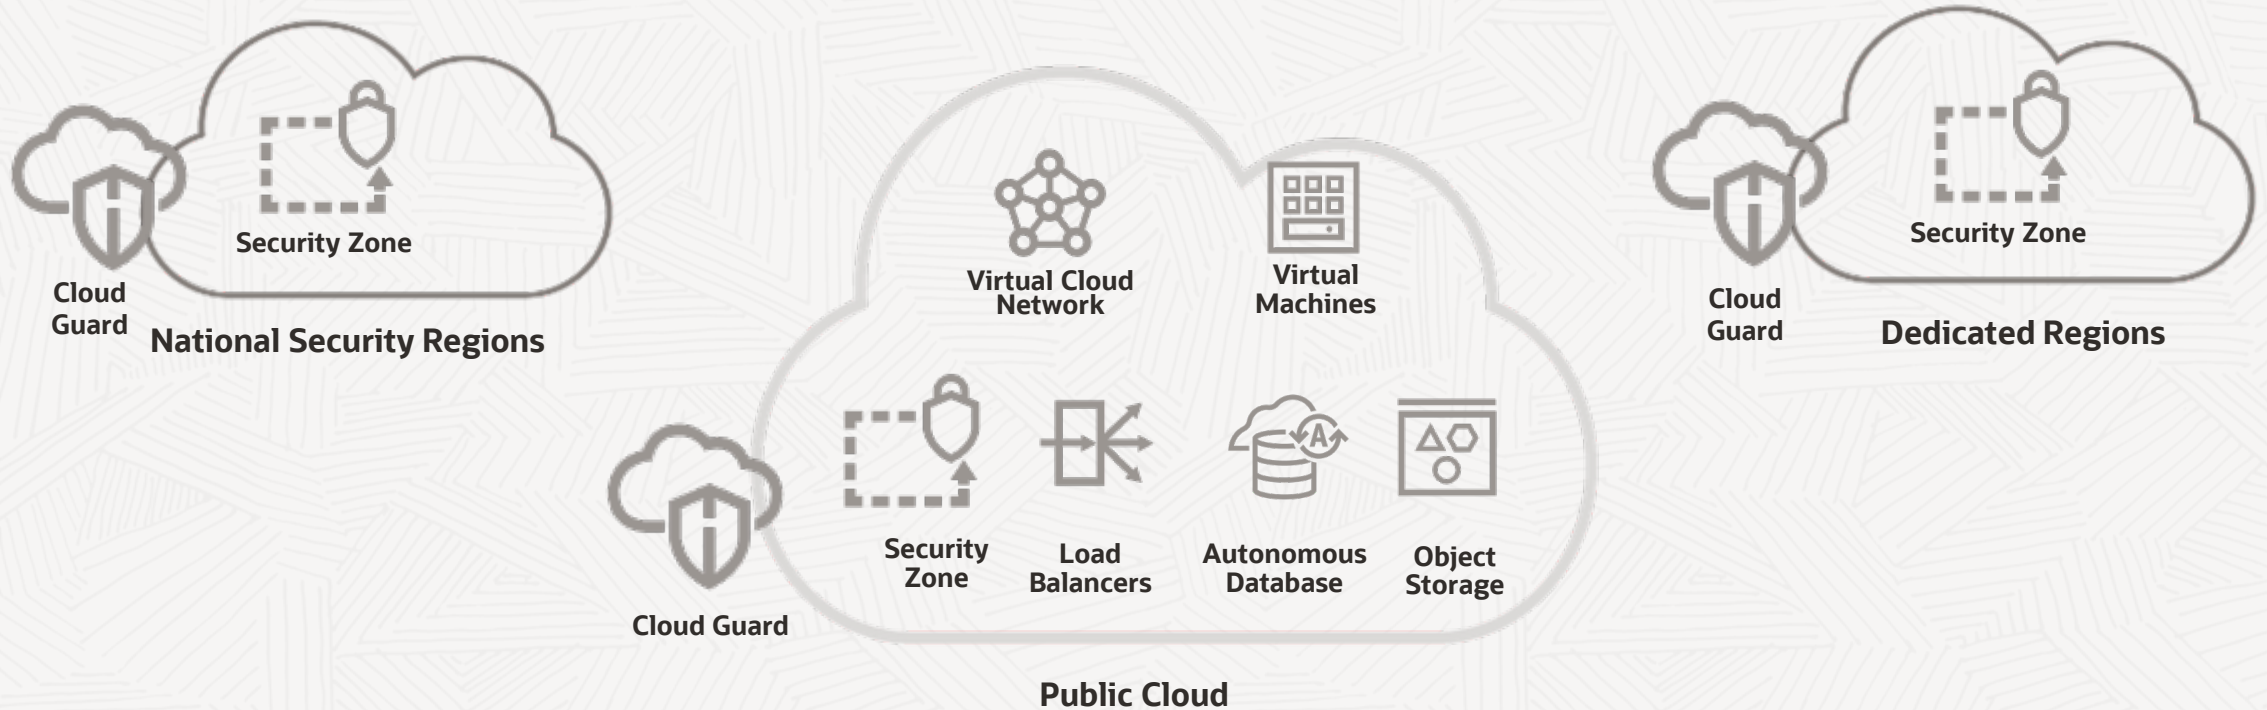 Security Zone
Cloud
Guard
National Security Regions
Virtual Cloud
Network
Virtual
Machines
Security
Zone
Load
Balancers
Autonomous
Database
Object
Storage
Cloud Guard
Public Cloud
Security Zone
Cloud
Guard
Dedicated Regions
A